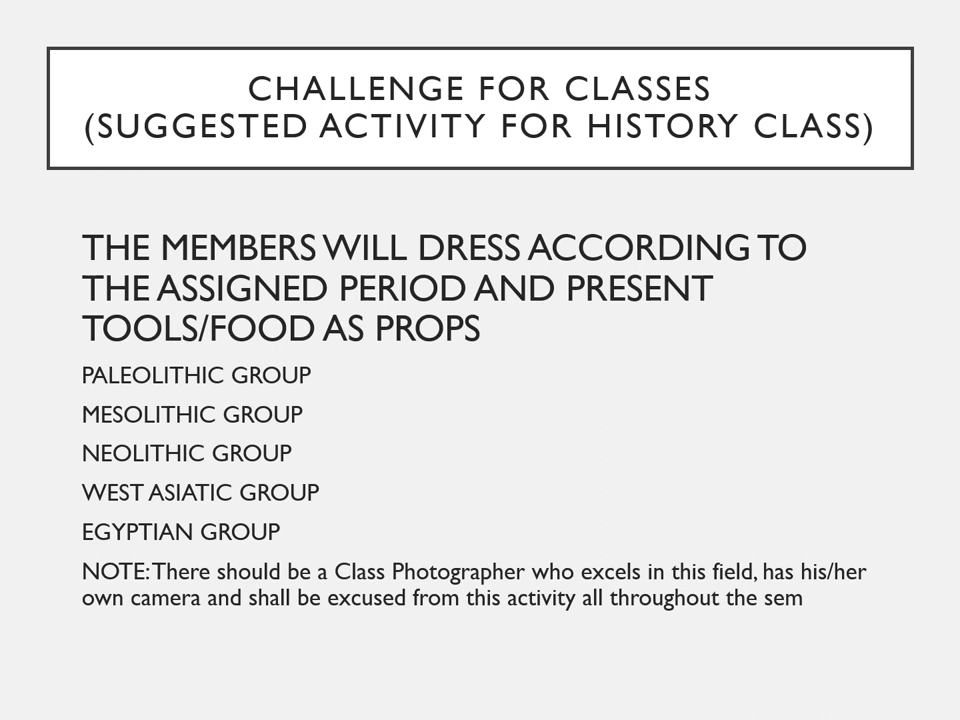 CHALLENGE FOR CLASSES
(SUGGESTED ACTIVITY FOR HISTORY CLASS)
THE MEMBERS WILL DRESS ACCORDING TO
THE ASSIGNED PERIOD AND PRESENT
TOOLS/FOOD AS PROPS
PALEOLITHIC GROUP
MESOLITHIC GROUP
NEOLITHIC GROUP
WEST ASIATIC GROUP
EGYPTIAN GROUP
NOTE: There should be a Class Photographer who excels in this field, has his/her
own camera and shall be excused from this activity all throughout the sem